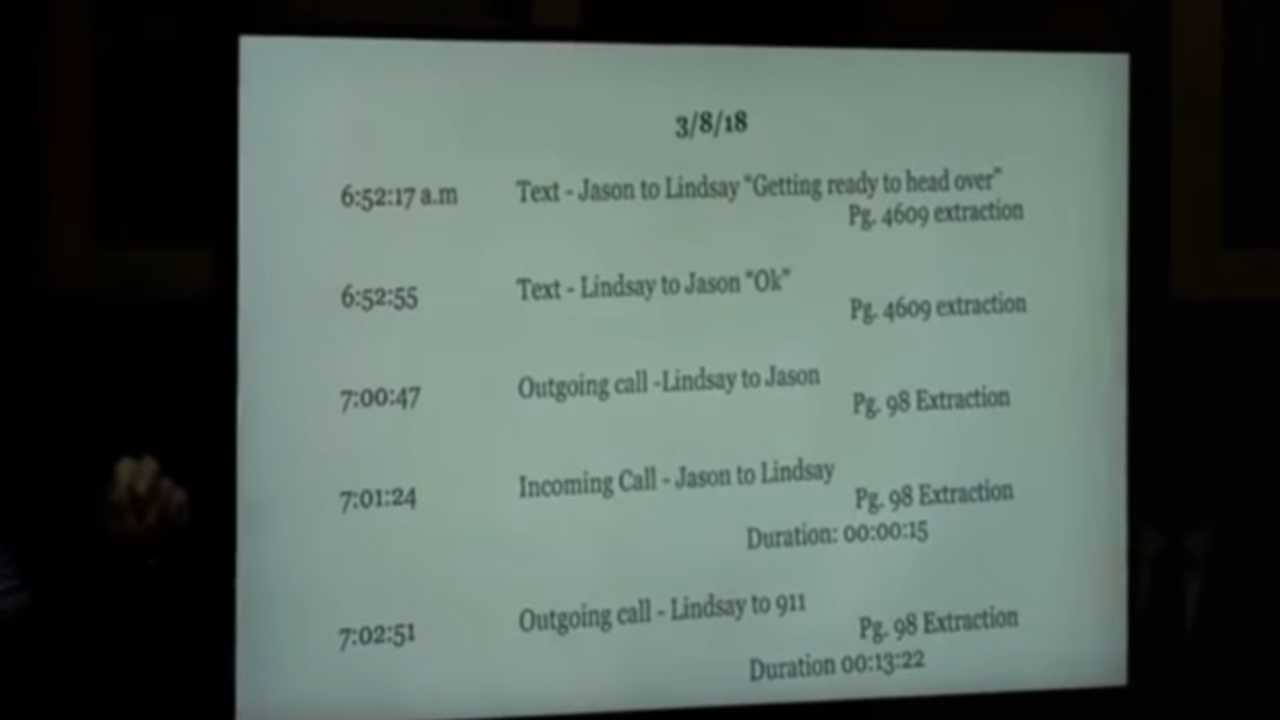 3/8/18
6:52:17 a.m Text - Jason to Lindsay "Getting ready to head over"
Pg. 4609 extraction
6:52:55 Text - Lindsay to Jason "Ok"
Pg. 4609 extraction
7:00:47 Outgoing call -Lindsay to Jason
Pg. 98 Extraction
7:01:24 Incoming Call - Jason to Lindsay
Pg. 98 Extraction
Duration: 00:00:15
7:02:51 Outgoing call - Lindsay to 911
Pg. 98 Extraction
Duration 00:13:22